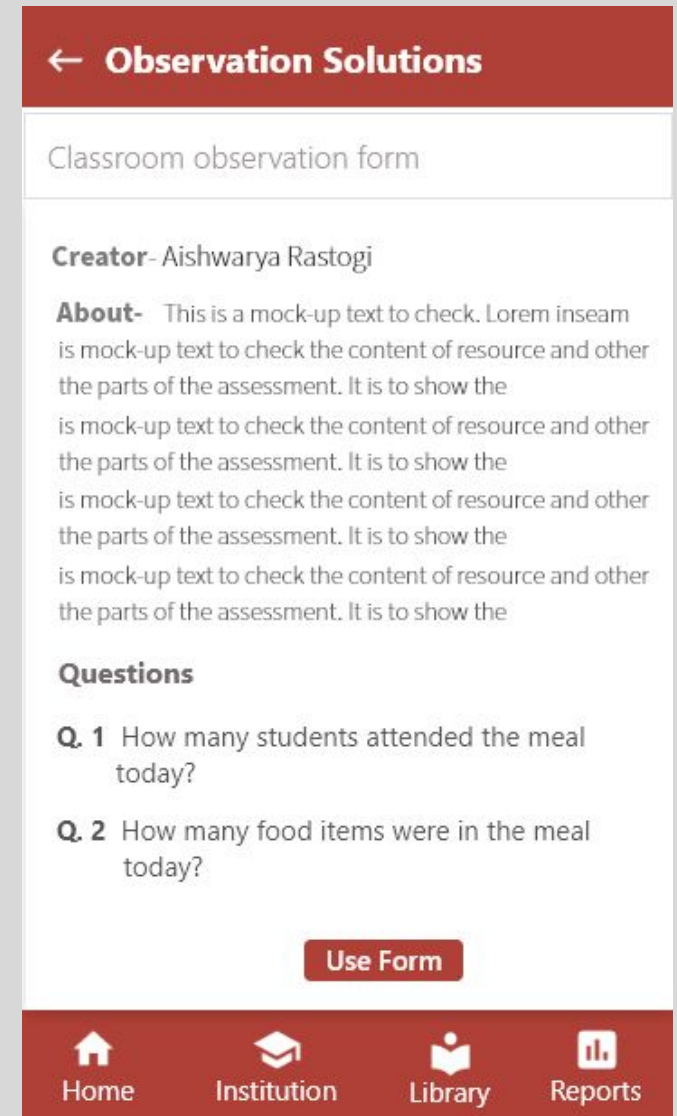 ← Observation Solutions
Classroom observation form
Creator- Aishwarya Rastogi
About- This is a mock-up text to check. Lorem inseam
is mock-up text to check the content of resource and other
the parts of the assessment. It is to show the
is mock-up text to check the content of resource and other
the parts of the assessment. It is to show the
is mock-up text to check the content of resource and other
the parts of the assessment. It is to show the
is mock-up text to check the content of resource and other
the parts of the assessment. It is to show the
Questions
Q. 1 How many students attended the meal
today?
Q. 2 How many food items were in the meal
today?
Use Form
Home Institution Library Reports